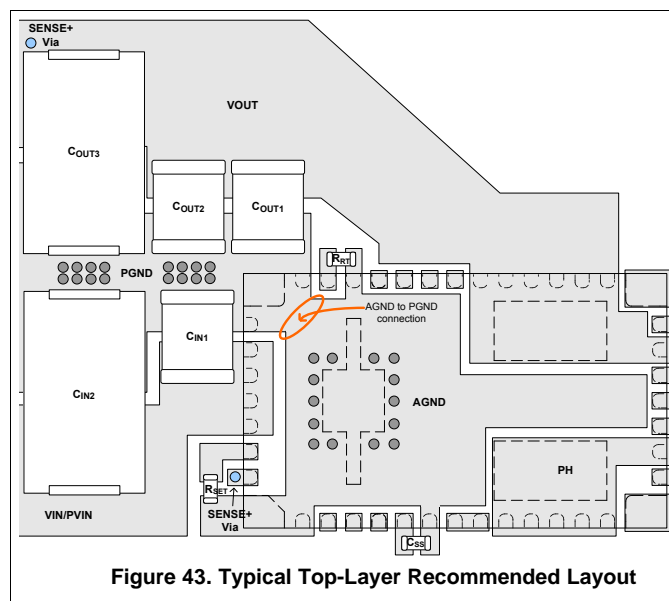 SENSE+
Via
VOUT
COUT3
COUT2
COUT1
PGND
RRT
AGND to PGND
connection
CIN1
CIN2
AGND
RSET
SENSE+
Via
VIN/PVIN
PH
CSS
Figure 43. Typical Top-Layer Recommended Layout